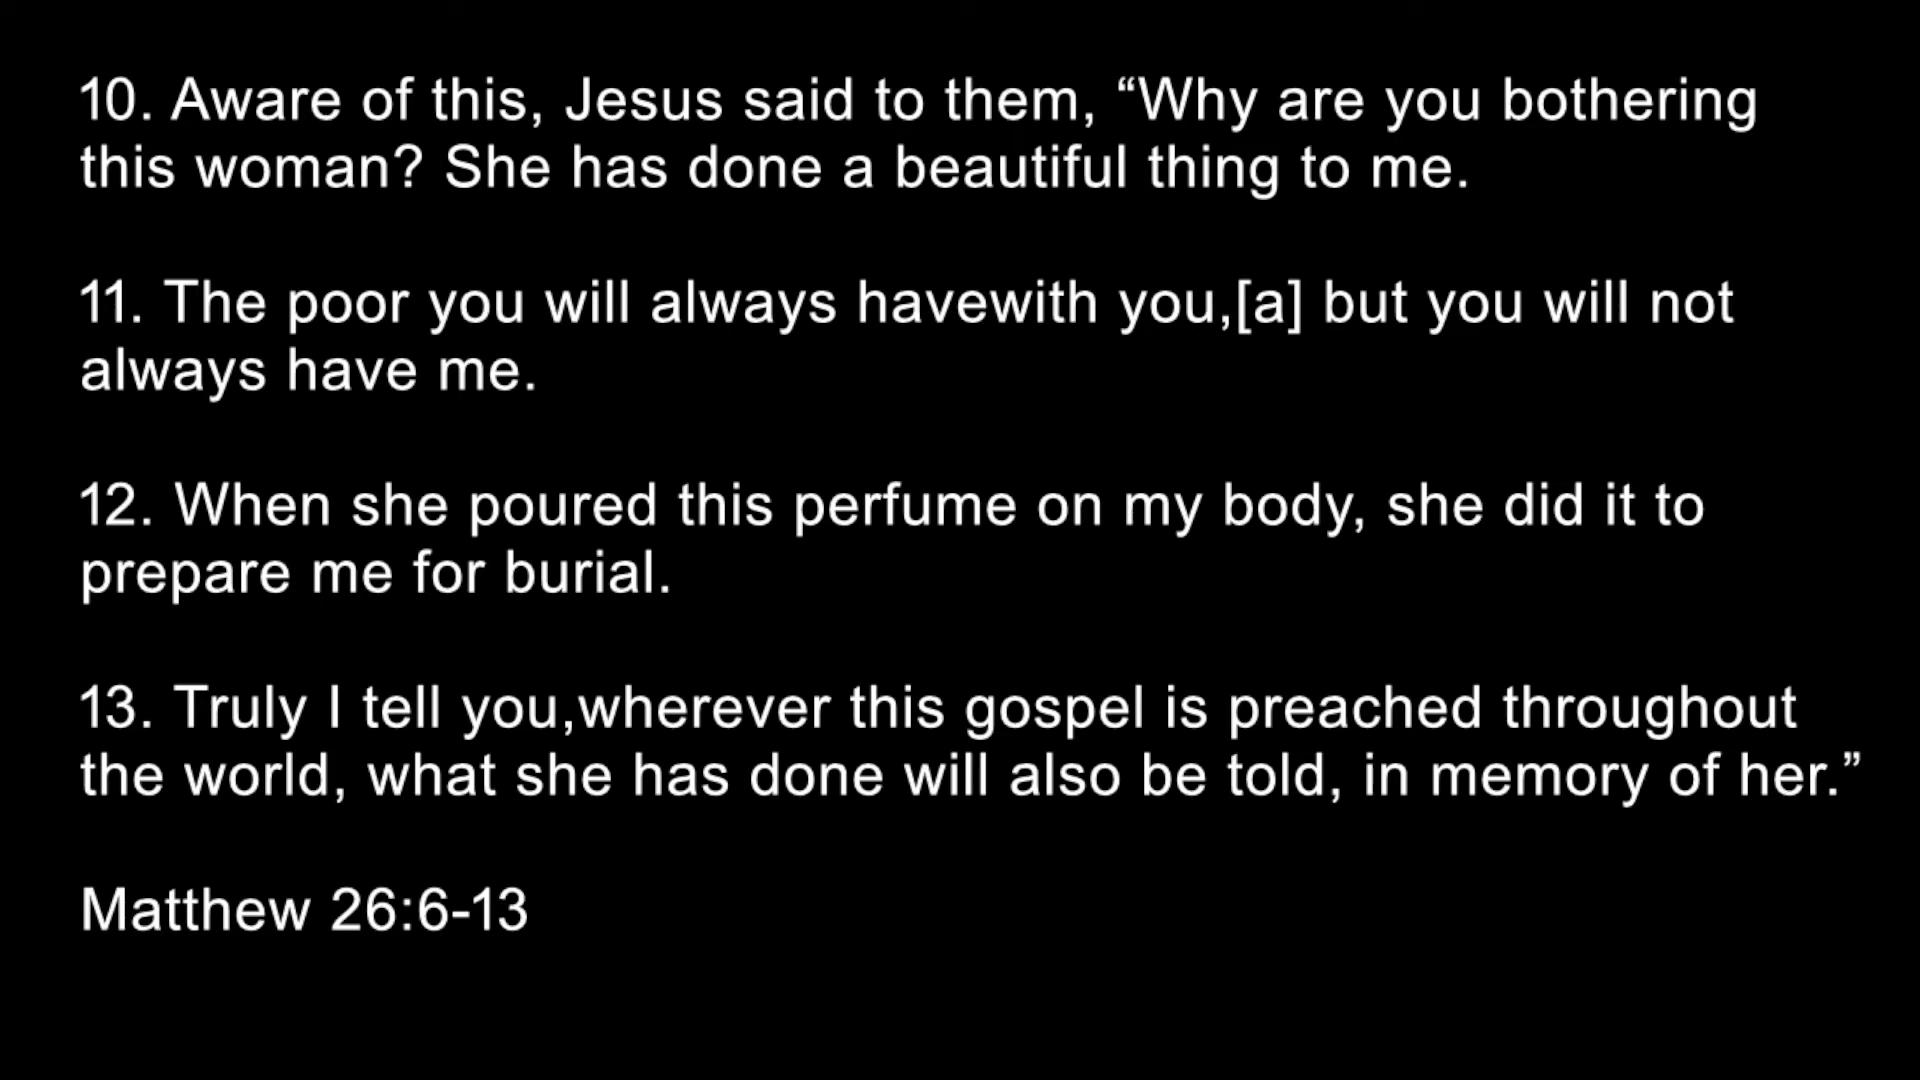 10. Aware of this, Jesus said to them, “Why are you bothering
this woman? She has done a beautiful thing to me.
11. The poor you will always havewith you,[a] but you will not
always have me.
12. When she poured this perfume on my body, she did it to
prepare me for burial.
13. Truly I tell you,wherever this gospel is preached throughout
the world, what she has done will also be told, in memory of her.”
Matthew 26:6-13